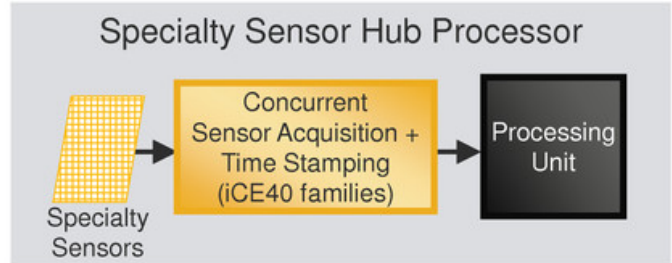 Specialty Sensor Hub Processor
Specialty
Sensors
Concurrent
Sensor Acquisition +
Time Stamping
(iCE40 families)
Processing
Unit